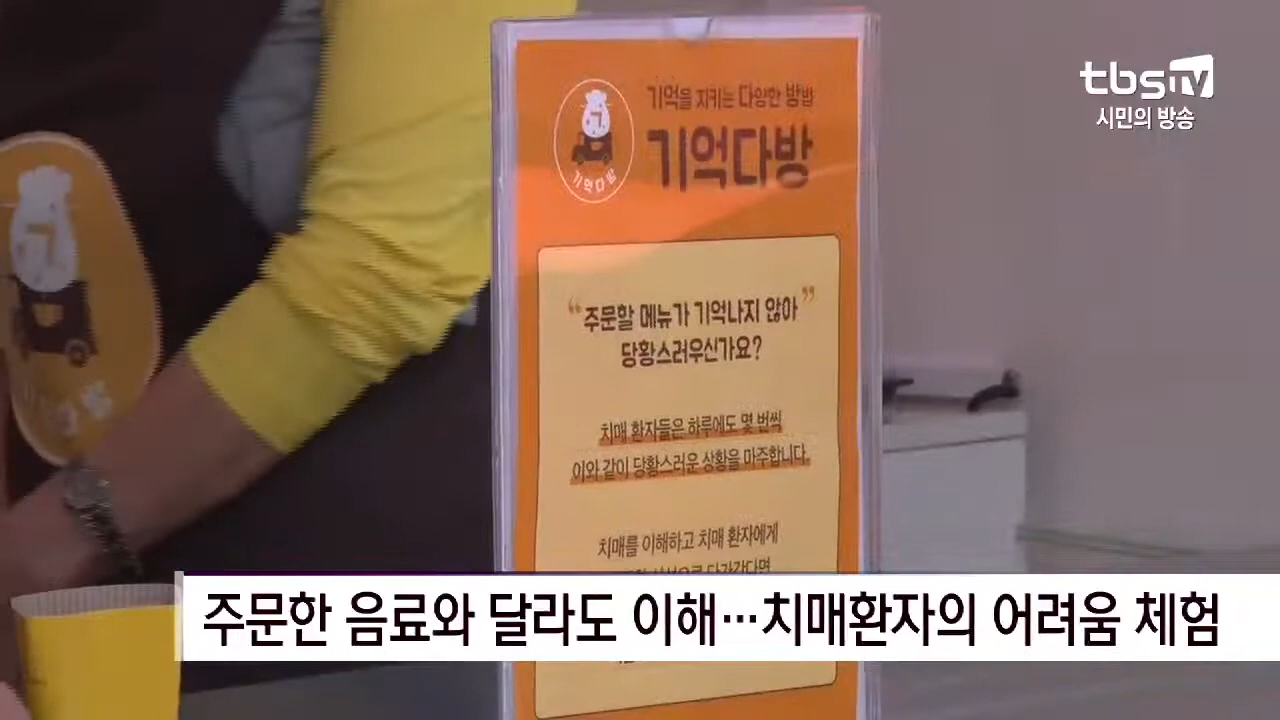 tbs TV
시민의 방송
기억을 지키는 다양한 방법
기억다방
기억다방
“주문할 메뉴가 기억나지 않아”
당황스러우신가요?
치매 환자들은 하루에도 몇 번씩
이와 같이 당황스러운 상황을 마주합니다.
치매를 이해하고 치매 환자에게
다가간다면
주문한 음료와 달라도 이해…치매환자의 어려움 체험